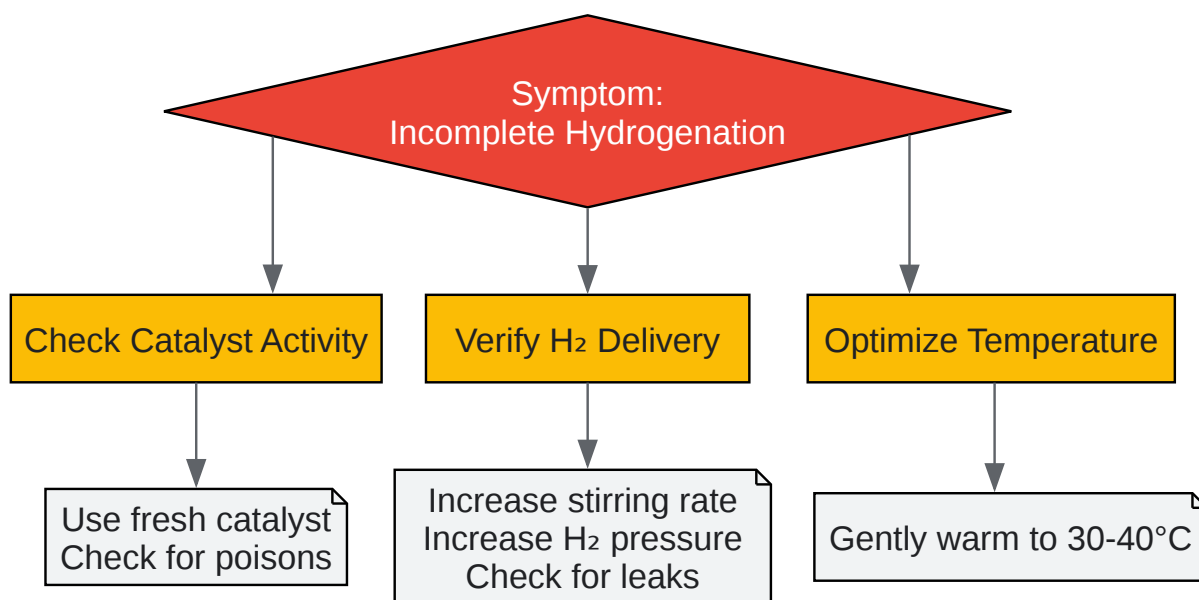 Symptom:
Incomplete Hydrogenation
Check Catalyst Activity
Verify H₂ Delivery
Optimize Temperature
Use fresh catalyst
Check for poisons
Increase stirring rate
Increase H₂ pressure
Check for leaks
Gently warm to 30-40°C